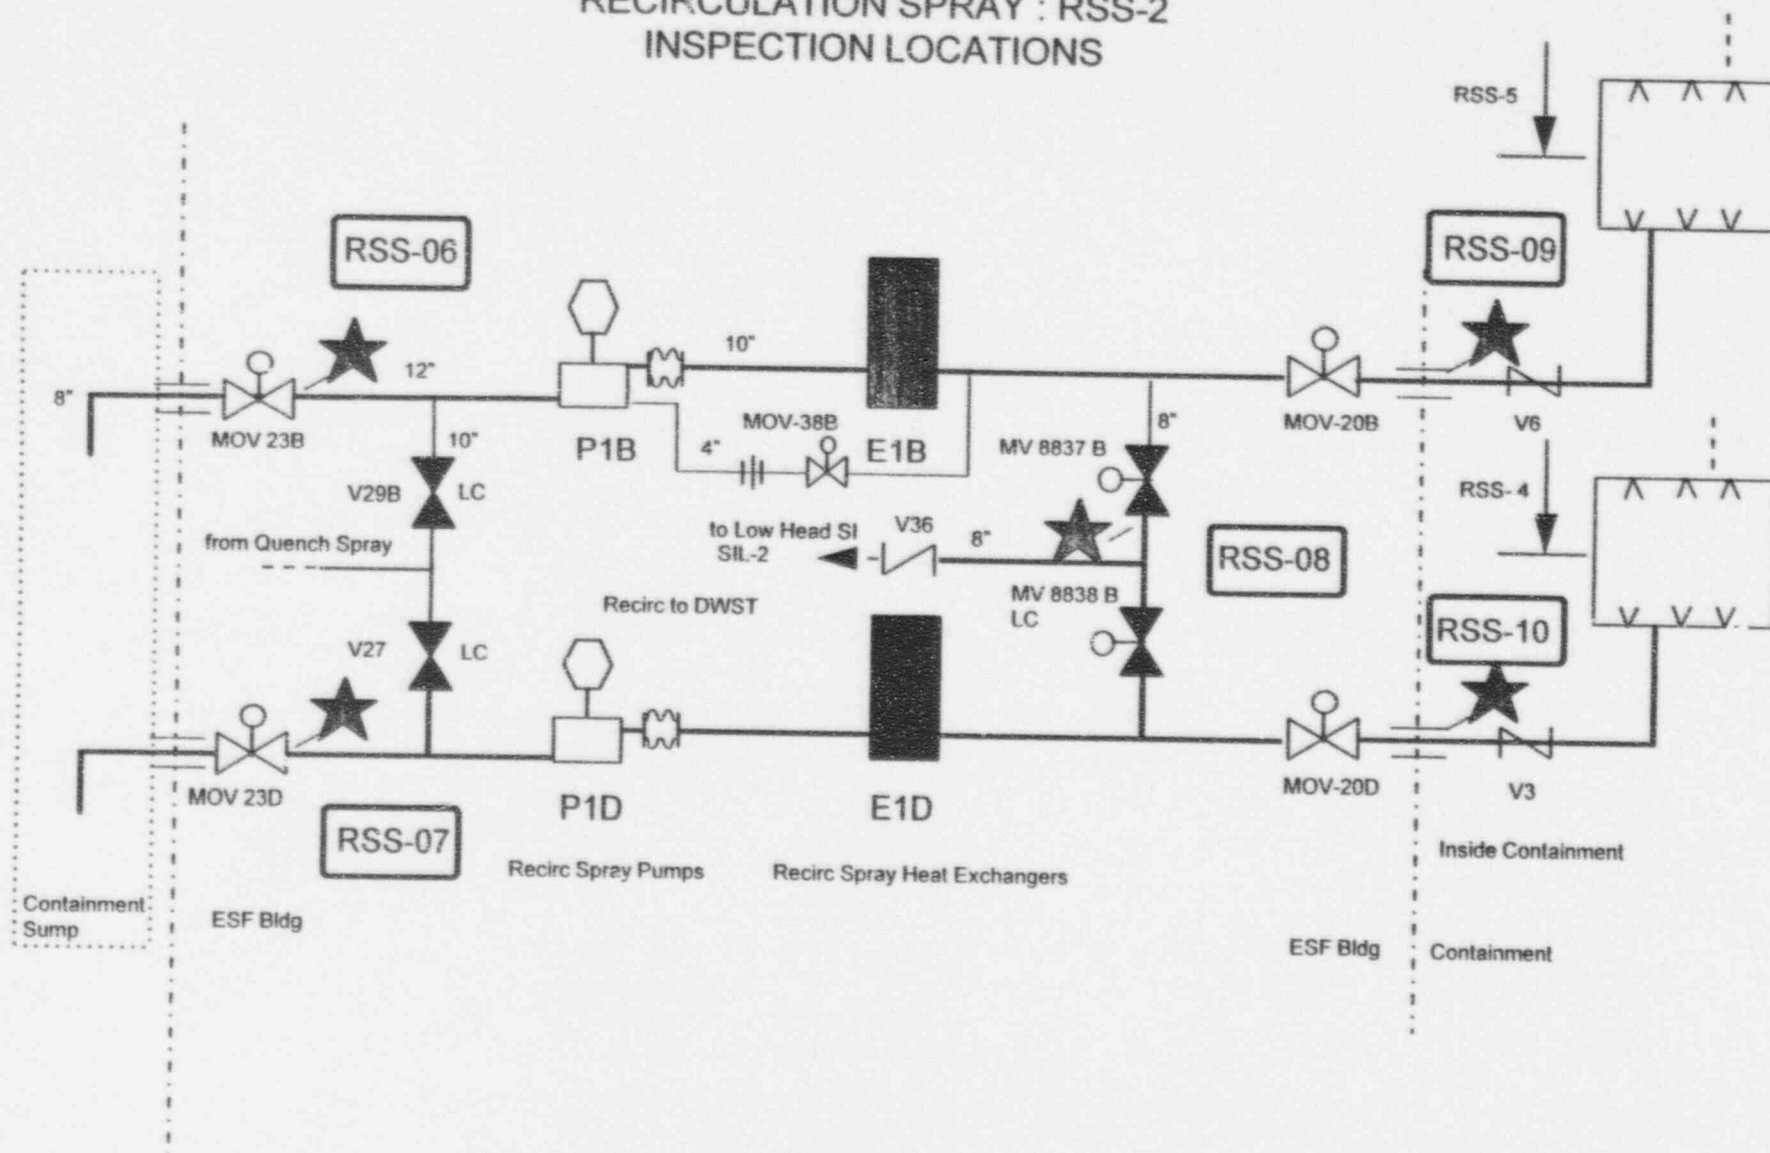 RECIRCULATION SPRAY : RSS-2
INSPECTION LOCATIONS
RSS-5
RSS-06
RSS-09
10"
12"
8"
MOV 23B
P1B
MOV-38B
4"
E1B
8"
MOV-20B
V6
10"
MV 8837 B
V29B
LC
RSS- 4
from Quench Spray
to Low Head SI
SIL-2
V36
8"
RSS-08
Recirc to DWST
MV 8838 B
LC
RSS-10
V27
LC
MOV 23D
P1D
E1D
MOV-20D
V3
RSS-07
Recirc Spray Pumps
Recirc Spray Heat Exchangers
Inside Containment
Containment
Sump
ESF Bldg
ESF Bldg
Containment